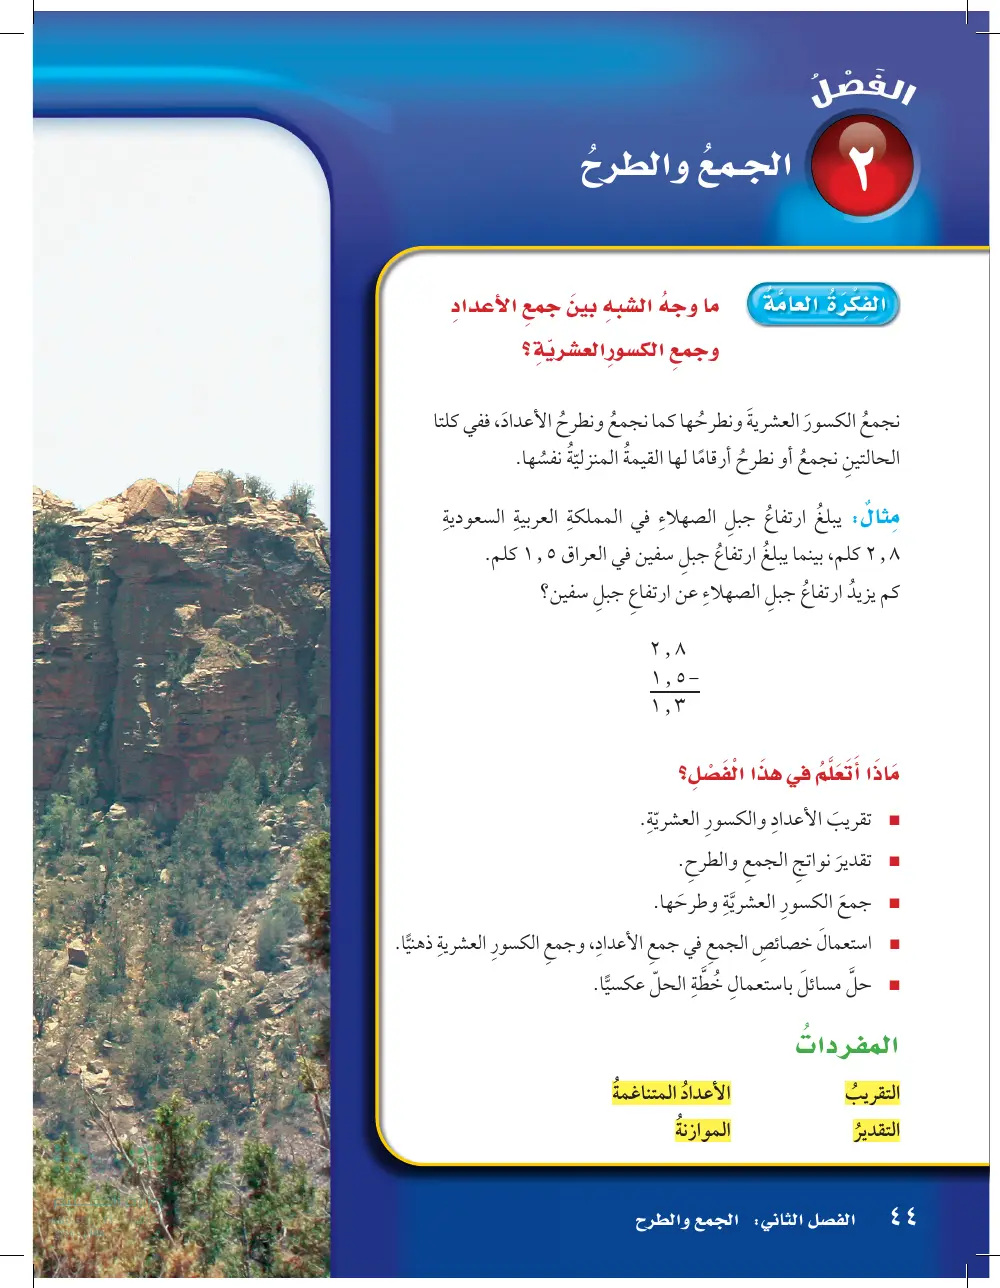 الفَصْلُ
٢
الجمعُ والطرحُ
الفِكْرَةُ العامَّةُ
ما وجهُ الشبهِ بينَ جمعِ الأعدادِ
وجمعِ الكسورِالعشريّةِ؟
نجمعُ الكسورَ العشريةَ ونطرحُها كما نجمعُ ونطرحُ الأعدادَ، ففي كلتا
الحالتينِ نجمعُ أو نطرحُ أرقامًا لها القيمةُ المنزليّةُ نفسُها.
مِثالٌ: يبلغُ ارتفاعُ جبلِ الصهلاءِ في المملكةِ العربيةِ السعوديةِ
٢,٨ كلم، بينما يبلغُ ارتفاعُ جبلِ سفين في العراق ١,٥ كلم.
كم يزيدُ ارتفاعُ جبلِ الصهلاءِ عن ارتفاعِ جبلِ سفين؟
٢,٨
– ١,٥
١,٣
مَاذَا أَتَعَلَّمُ في هذَا الْفَصْلِ؟
■ تقريبَ الأعدادِ والكسورِ العشريّةِ.
■ تقديرَ نواتجِ الجمعِ والطرحِ.
■ جمعَ الكسورِ العشريَّةِ وطرحَها.
■ استعمالَ خصائصِ الجمعِ في جمعِ الأعدادِ، وجمعِ الكسورِ العشريةِ ذهنيًّا.
■ حلَّ مسائلَ باستعمالِ خُطَّةِ الحلّ عكسيًّا.
المفرداتُ
التقريبُ الأعدادُ المتناغمةُ
التقديرُ الموازنةُ
٤٤ الفصل الثاني: الجمع والطرح